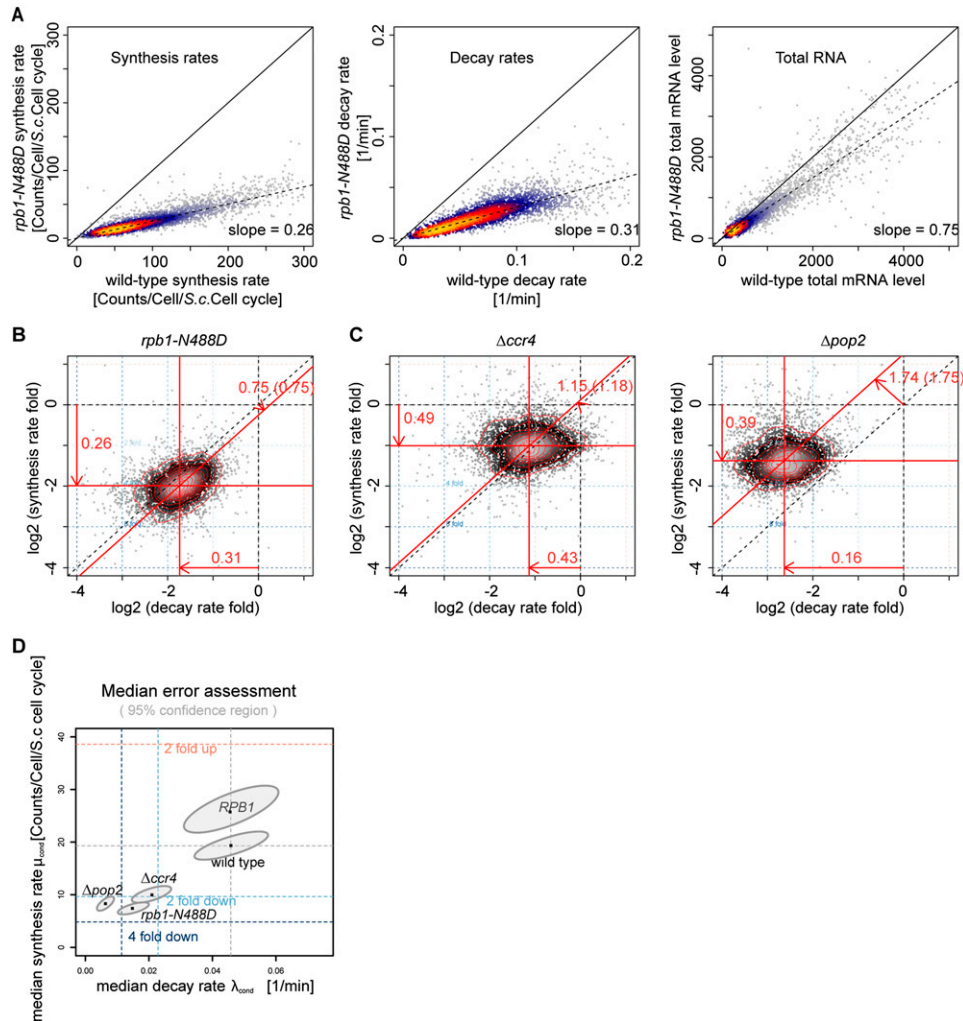 A
rpb1-N488D synthesis rate
[Counts/Cell/S.c.Cell cycle]
300
200
100
0
Synthesis rates
slope = 0.26
0 100 200 300
wild-type synthesis rate
[Counts/Cell/S.c.Cell cycle]
rpb1-N488D decay rate
[1/min]
0.2
0.1
0
Decay rates
slope = 0.31
0 0.1 0.2
wild-type decay rate
[1/min]
rpb1-N488D total mRNA level
4000
2000
0
Total RNA
slope = 0.75
0 2000 4000
wild-type total mRNA level
B
rpb1-N488D
log2 (synthesis rate fold)
0
-2
-4
0.75 (0.75)
0.26
0.31
-4 -2 0
log2 (decay rate fold)
C
Δccr4
log2 (synthesis rate fold)
0
-2
-4
1.15 (1.18)
0.49
4 fold
0.43
-4 -2 0
log2 (decay rate fold)
Δpop2
log2 (synthesis rate fold)
0
-2
-4
1.74 (1.75)
0.39
0.16
-4 -2 0
log2 (decay rate fold)
D
Median error assessment
( 95% confidence region )
median synthesis rate μcond [Counts/Cell/S.c cell cycle]
40
30
20
10
0
2 fold up
RPB1
wild type
Δccr4
Δpop2
2 fold down
rpb1-N488D
4 fold down
0.00 0.02 0.04 0.06
median decay rate λcond [1/min]